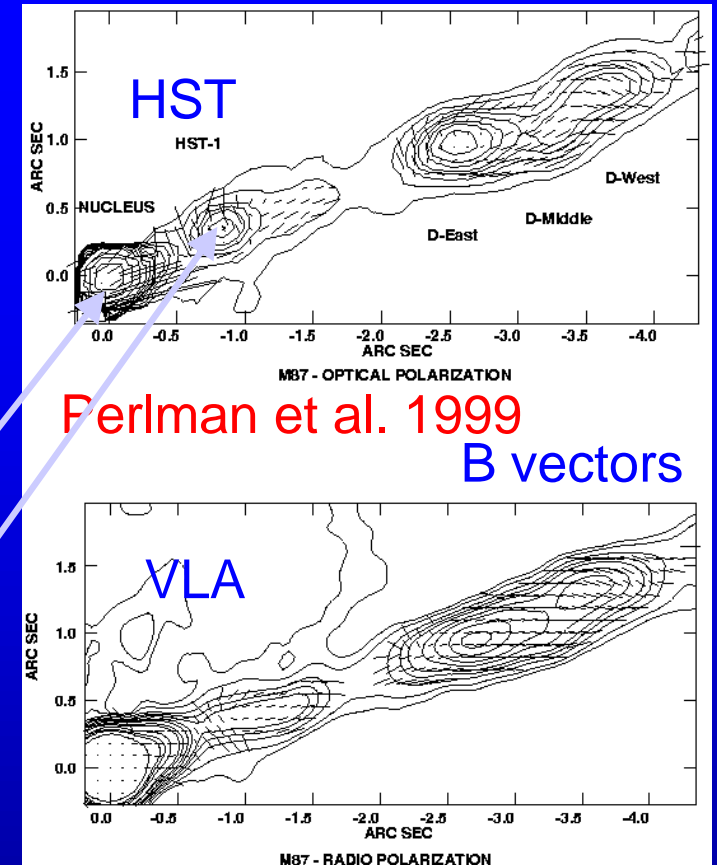 HST
HST-1
NUCLEUS
D-East
D-Middle
D-West
ARC SEC
1.5
1.0
0.5
0.0
0.0 -0.5 -1.0 -1.5 -2.0 -2.5 -3.0 -3.5 -4.0
ARC SEC
M87 - OPTICAL POLARIZATION
Perlman et al. 1999
B vectors
VLA
ARC SEC
1.5
1.0
0.5
0.0
0.0 -0.5 -1.0 -1.5 -2.0 -2.5 -3.0 -3.5 -4.0
ARC SEC
M87 - RADIO POLARIZATION